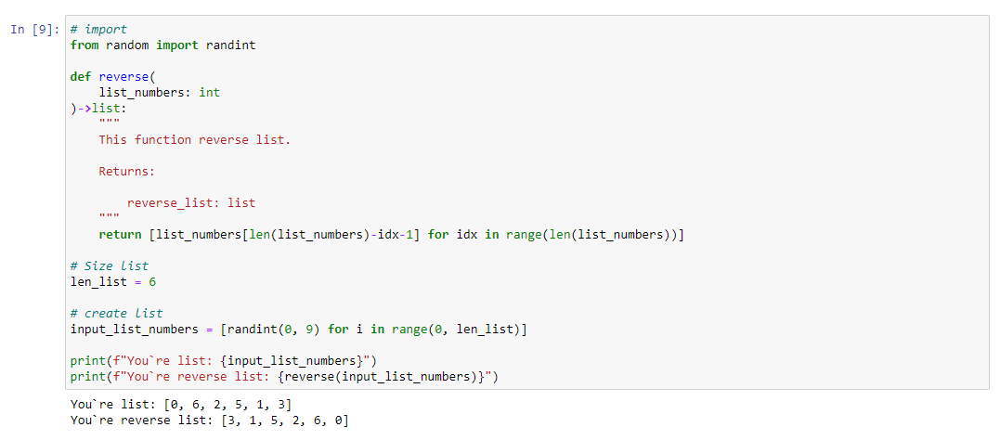 In [9]: # import
from random import randint
def reverse(
    list_numbers: int
)->list:
    """
    This function reverse list.
    Returns:
        reverse_list: list
    """
    return [list_numbers[len(list_numbers)-idx-1] for idx in range(len(list_numbers))]
# Size list
len_list = 6
# create list
input_list_numbers = [randint(0, 9) for i in range(0, len_list)]
print(f"You`re list: {input_list_numbers}")
print(f"You`re reverse list: {reverse(input_list_numbers)}")
You`re list: [0, 6, 2, 5, 1, 3]
You`re reverse list: [3, 1, 5, 2, 6, 0]